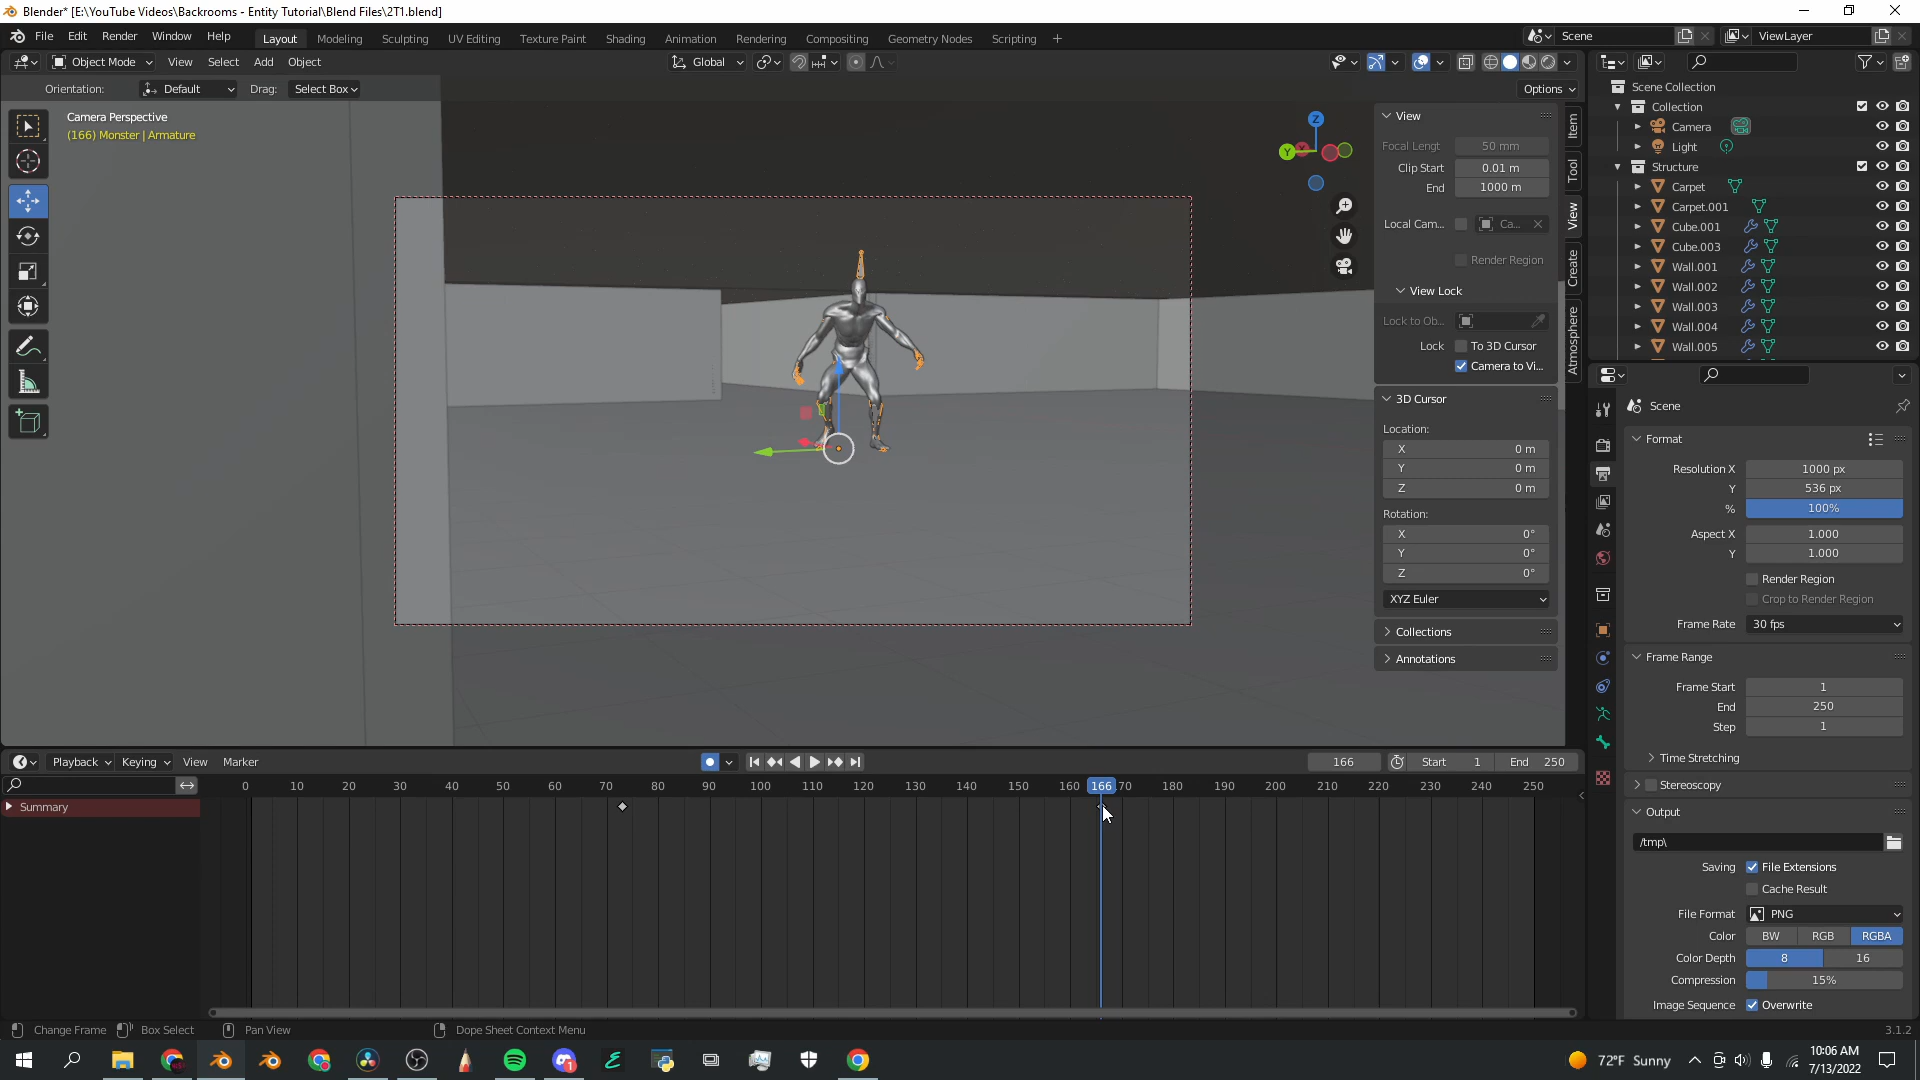 Blender* [E:\YouTube Videos\Backrooms - Entity Tutorial\Blend Files\2T1.blend]
File Edit Render Window Help Layout Modeling Sculpting UV Editing Texture Paint Shading Animation Rendering Compositing Geometry Nodes Scripting Scene ViewLayer
Object Mode View Select Add Object Global
Orientation: Default Drag: Select Box Options
Camera Perspective
(166) Monster | Armature
Z
Y
View
Focal Lengt 50 mm
Clip Start 0.01 m
End 1000 m
Local Cam... Ca...
Render Region
View Lock
Lock to Ob...
Lock To 3D Cursor
Camera to Vi...
3D Cursor
Location:
X 0 m
Y 0 m
Z 0 m
Rotation:
X 0°
Y 0°
Z 0°
XYZ Euler
Collections
Annotations
Item
Tool
View
Create
Atmosphere
Scene Collection
Collection
Camera
Light
Structure
Carpet
Carpet.001
Cube.001
Cube.003
Wall.001
Wall.002
Wall.003
Wall.004
Wall.005
Scene
Format
Resolution X 1000 px
Y 536 px
% 100%
Aspect X 1.000
Y 1.000
Render Region
Crop to Render Region
Frame Rate 30 fps
Frame Range
Frame Start 1
End 250
Step 1
Time Stretching
Stereoscopy
Output
/tmp\
Saving File Extensions
Cache Result
File Format PNG
Color BW RGB RGBA
Color Depth 8 16
Compression 15%
Image Sequence Overwrite
Playback Keying View Marker 166 Start 1 End 250
0 10 20 30 40 50 60 70 80 90 100 110 120 130 140 150 160 166 70 180 190 200 210 220 230 240 250
Summary
Change Frame Box Select Pan View Dope Sheet Context Menu 3.1.2
72°F Sunny
10:06 AM
7/13/2022